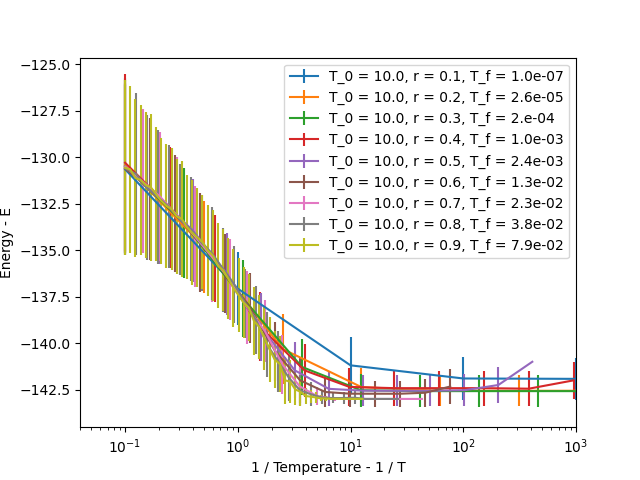 −125.0
−127.5
−130.0
−132.5
−135.0
−137.5
−140.0
−142.5
Energy - E
T_0 = 10.0, r = 0.1, T_f = 1.0e-07
T_0 = 10.0, r = 0.2, T_f = 2.6e-05
T_0 = 10.0, r = 0.3, T_f = 2.e-04
T_0 = 10.0, r = 0.4, T_f = 1.0e-03
T_0 = 10.0, r = 0.5, T_f = 2.4e-03
T_0 = 10.0, r = 0.6, T_f = 1.3e-02
T_0 = 10.0, r = 0.7, T_f = 2.3e-02
T_0 = 10.0, r = 0.8, T_f = 3.8e-02
T_0 = 10.0, r = 0.9, T_f = 7.9e-02
10⁻¹ 10⁰ 10¹ 10² 10³
1 / Temperature - 1 / T